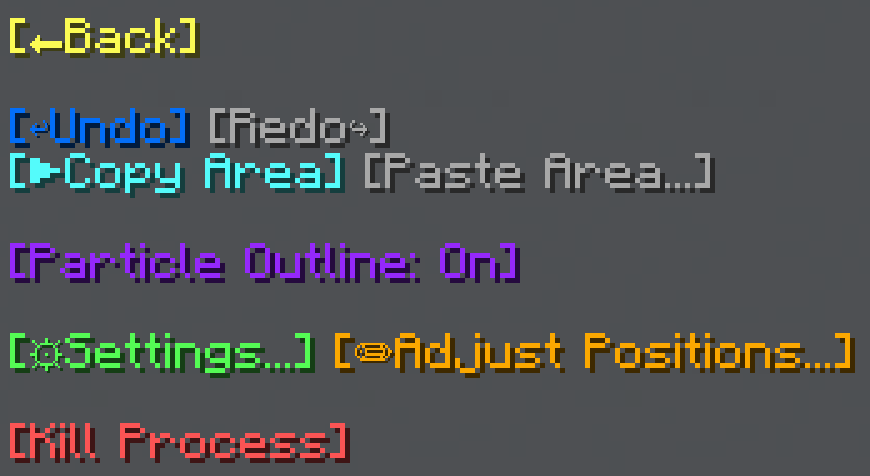 [←Back]
[↩Undo] [Redo↪]
[▶Copy Area] [Paste Area...]
[Particle Outline: On]
[⚙Settings...] [✏Adjust Positions...]
[Kill Process]